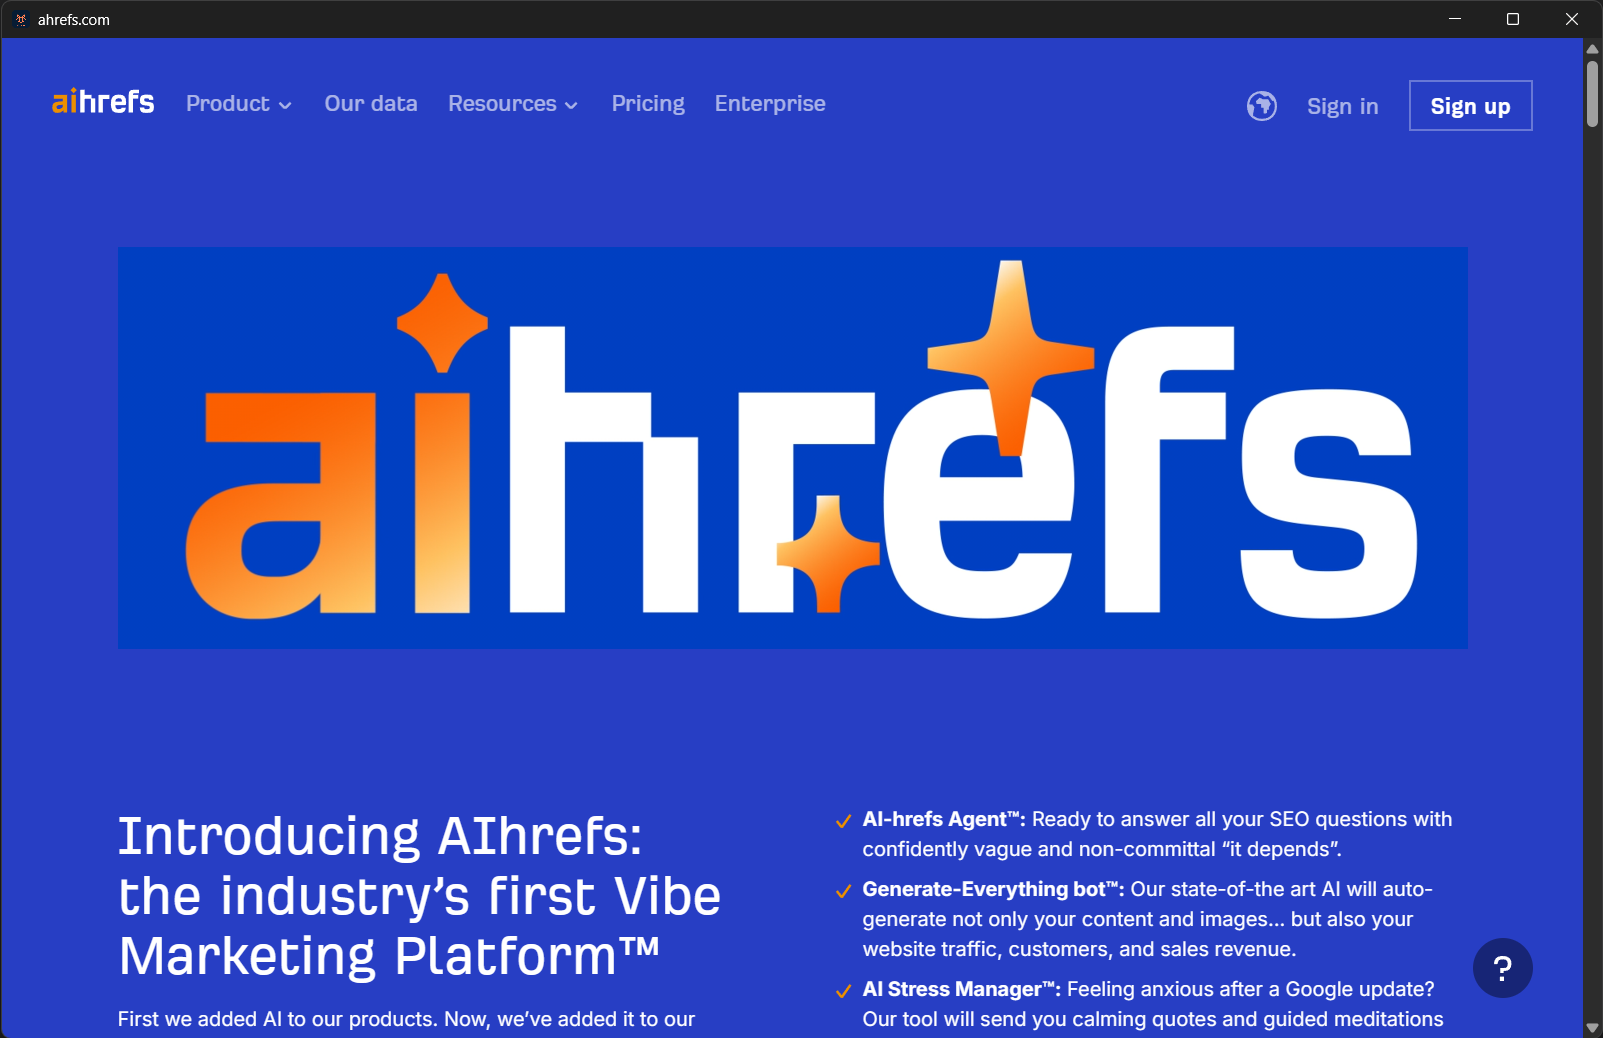 ahrefs.com
aihrefs Product Our data Resources Pricing Enterprise Sign in Sign up
aihrefs
Introducing AIhrefs:
the industry’s first Vibe
Marketing Platform™
First we added AI to our products. Now, we’ve added it to our
AI-hrefs Agent™: Ready to answer all your SEO questions with
confidently vague and non-committal “it depends”.
Generate-Everything bot™: Our state-of-the art AI will auto-
generate not only your content and images... but also your
website traffic, customers, and sales revenue.
AI Stress Manager™: Feeling anxious after a Google update?
Our tool will send you calming quotes and guided meditations
?